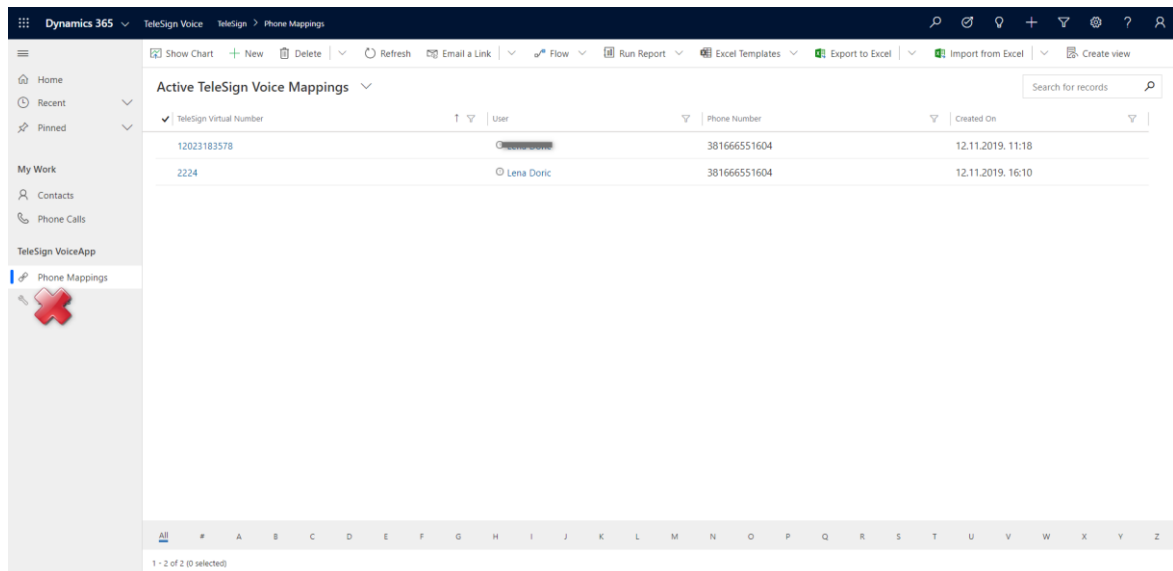 Dynamics 365 TeleSign Voice TeleSign > Phone Mappings
Show Chart New Delete Refresh Email a Link Flow Run Report Excel Templates Export to Excel Import from Excel Create view
Home
Recent
Pinned
My Work
Contacts
Phone Calls
TeleSign VoiceApp
Phone Mappings
Active TeleSign Voice Mappings
Search for records
TeleSign Virtual Number User Phone Number Created On
12023183578 381666551604 12.11.2019. 11:18
2224 Lena Doric 381666551604 12.11.2019. 16:10
All # A B C D E F G H I J K L M N O P Q R S T U V W X Y Z
1 - 2 of 2 (0 selected)